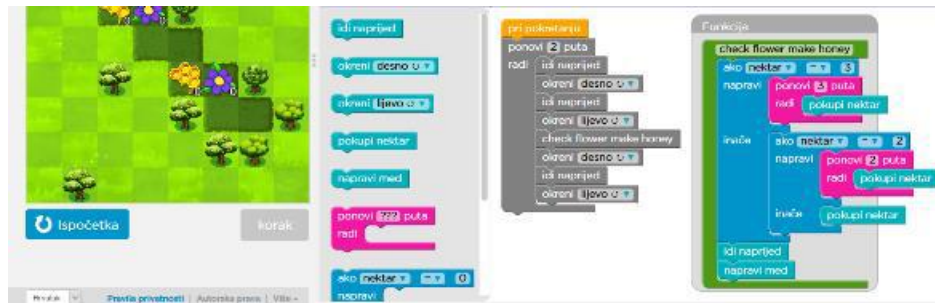 Ispočetka
korak
Hrvatski
Pravila privatnosti | Autorska prava | Više
idi naprijed
okreni desno ↻
okreni lijevo ↺
pokupi nektar
napravi med
ponovi ??? puta
radi
ako nektar = 0
napravi
pri pokretanju
ponovi 2 puta
radi idi naprijed
okreni desno ↻
idi naprijed
okreni lijevo ↺
check flower make honey
okreni desno ↻
idi naprijed
okreni lijevo ↺
Funkcija
check flower make honey
ako nektar = 3
napravi ponovi 3 puta
radi pokupi nektar
inače ako nektar = 2
napravi ponovi 2 puta
radi pokupi nektar
inače pokupi nektar
idi naprijed
napravi med